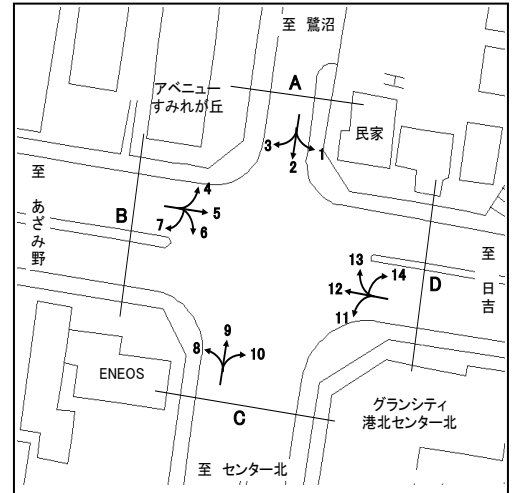 至 鷺沼
A
アベニュー
すみれが丘
民家
3
2
1
至
あざみ野
4
B
5
7
6
至
日吉
13
14
12
D
11
9
8
10
ENEOS
グランシティ
港北センター北
C
至 センター北